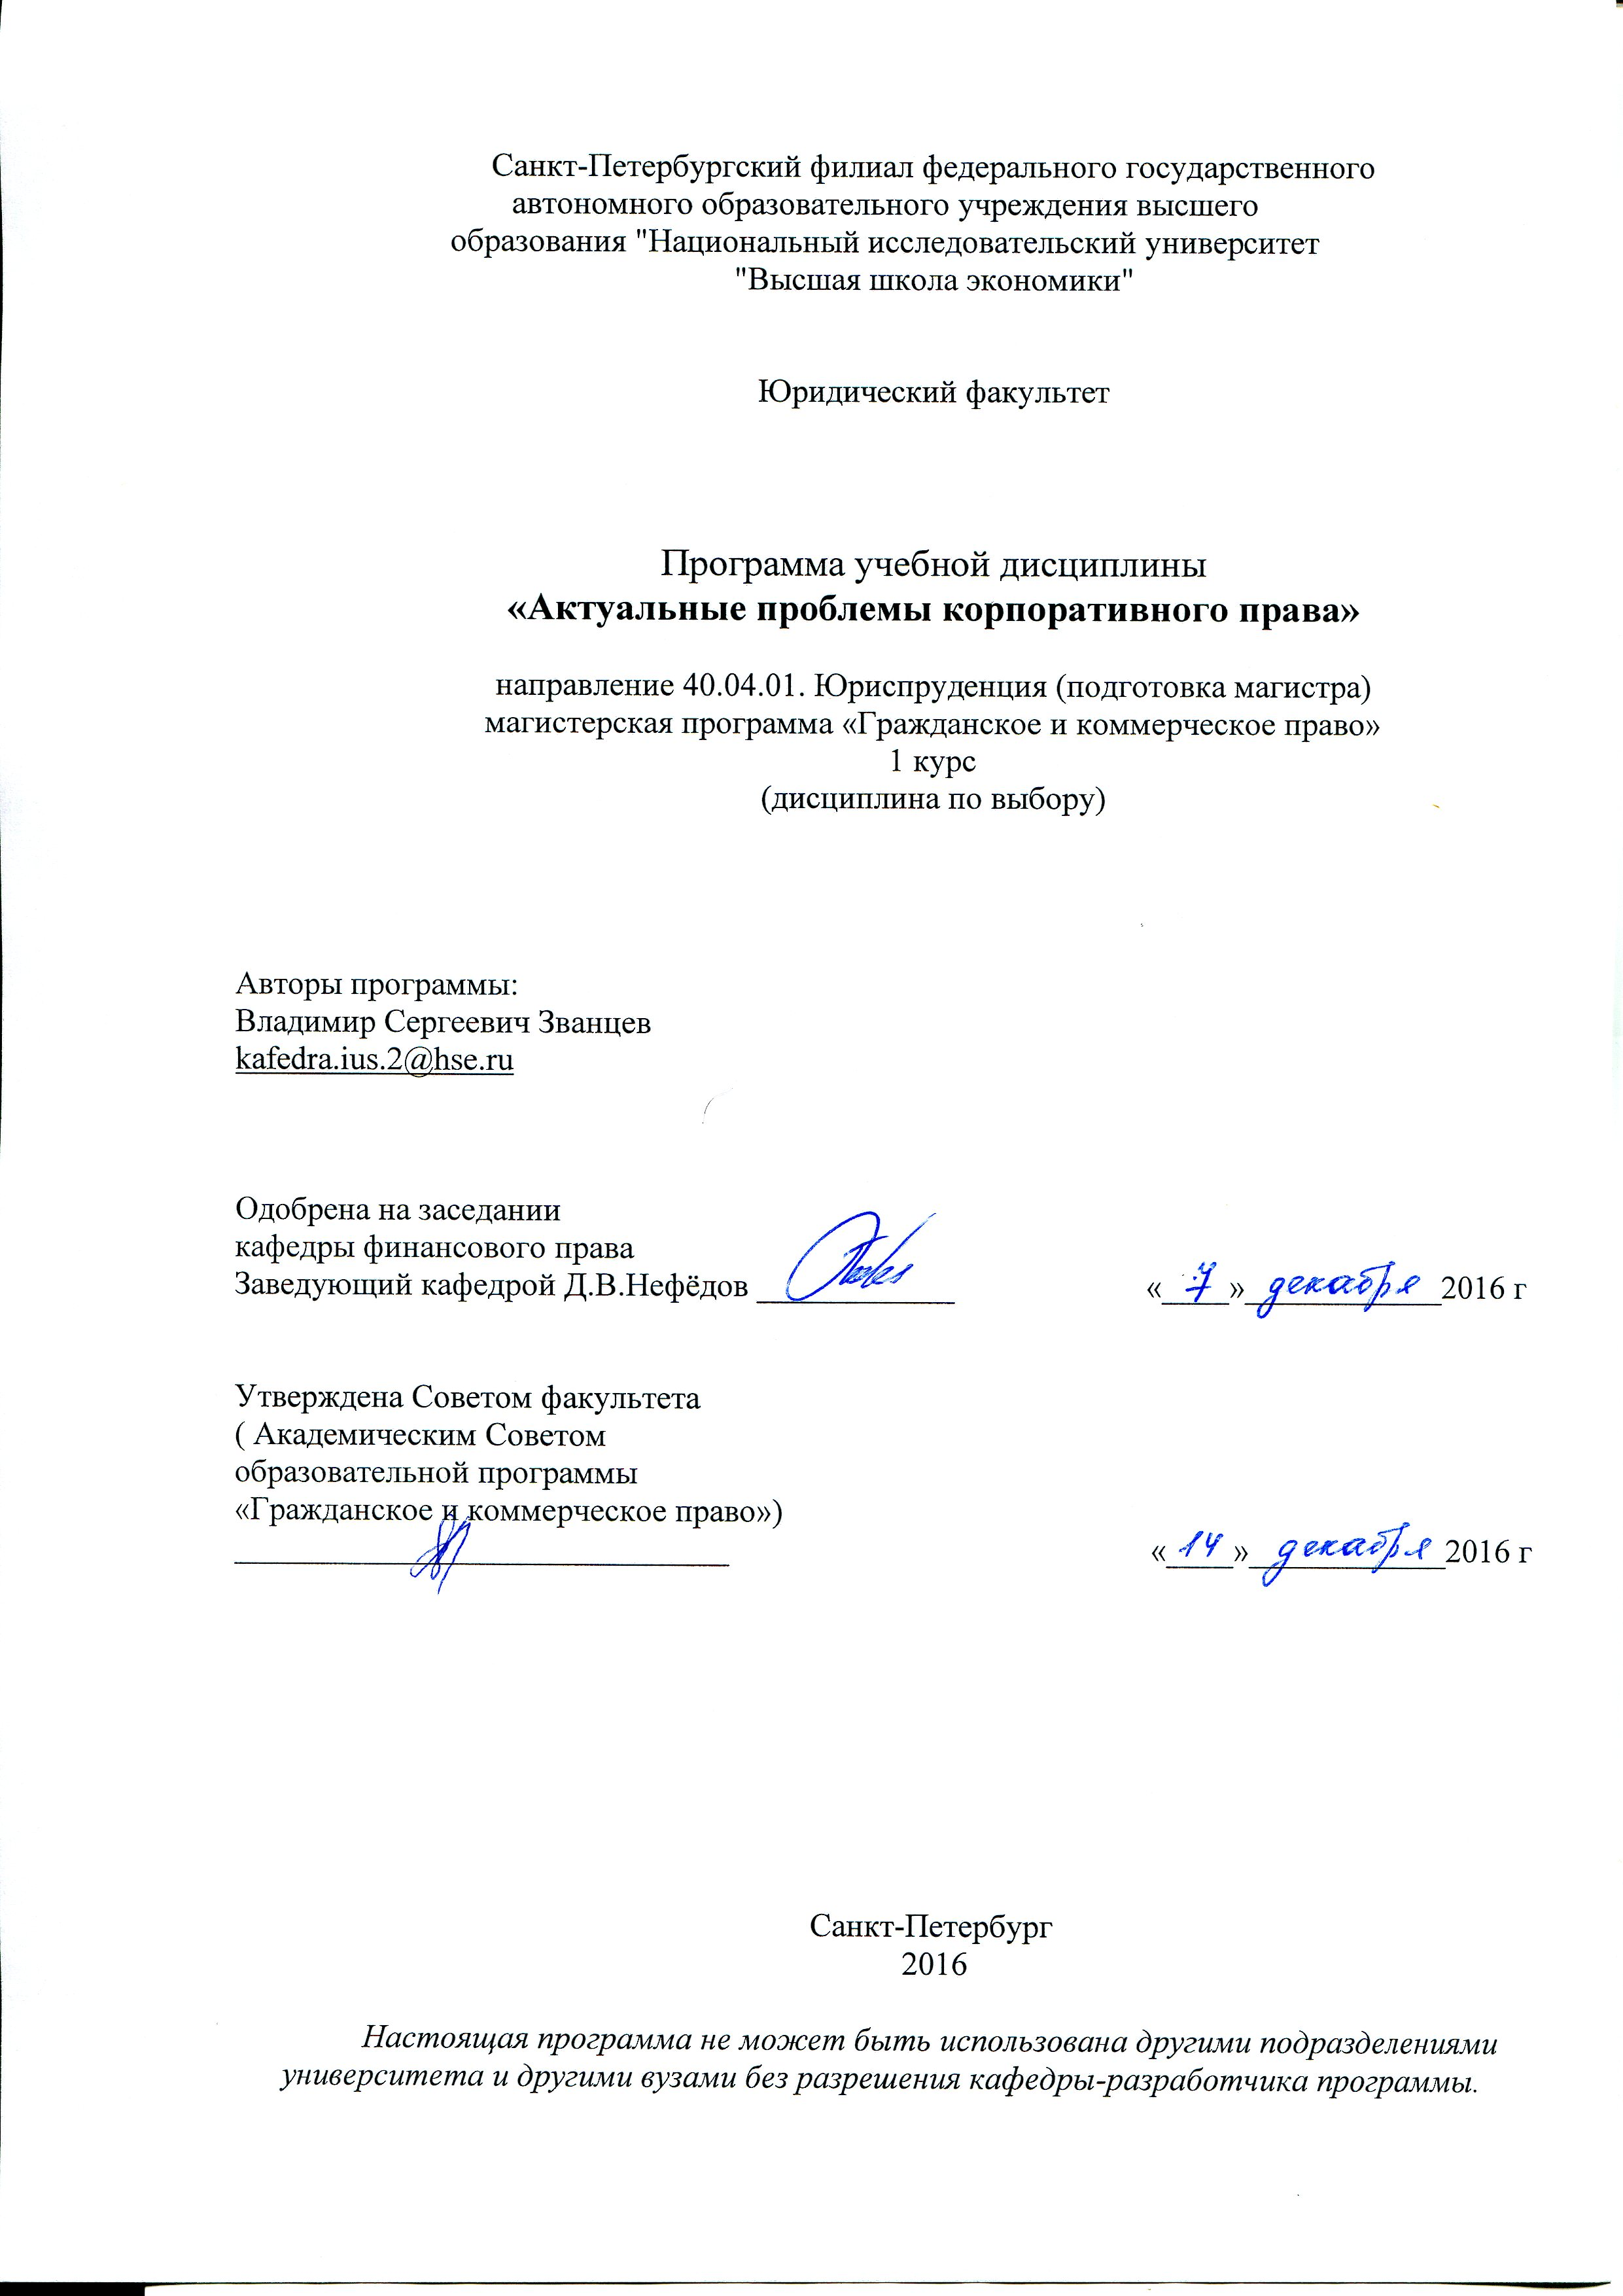 Санкт-Петербургский филиал федерального государственного
автономного образовательного учреждения высшего
образования "Национальный исследовательский университет
"Высшая школа экономики"
Юридический факультет
Программа учебной дисциплины
«Актуальные проблемы корпоративного права»
направление 40.04.01. Юриспруденция (подготовка магистра)
магистерская программа «Гражданское и коммерческое право»
1 курс
(дисциплина по выбору)
Авторы программы:
Владимир Сергеевич Званцев
kafedra.ius.2@hse.ru
Одобрена на заседании
кафедры финансового права
Заведующий кафедрой Д.В.Нефёдов ____________ «7» декабря 2016 г
Утверждена Советом факультета
( Академическим Советом
образовательной программы
«Гражданское и коммерческое право»)
______________________________ «14» декабря 2016 г
Санкт-Петербург
2016
Настоящая программа не может быть использована другими подразделениями
университета и другими вузами без разрешения кафедры-разработчика программы.